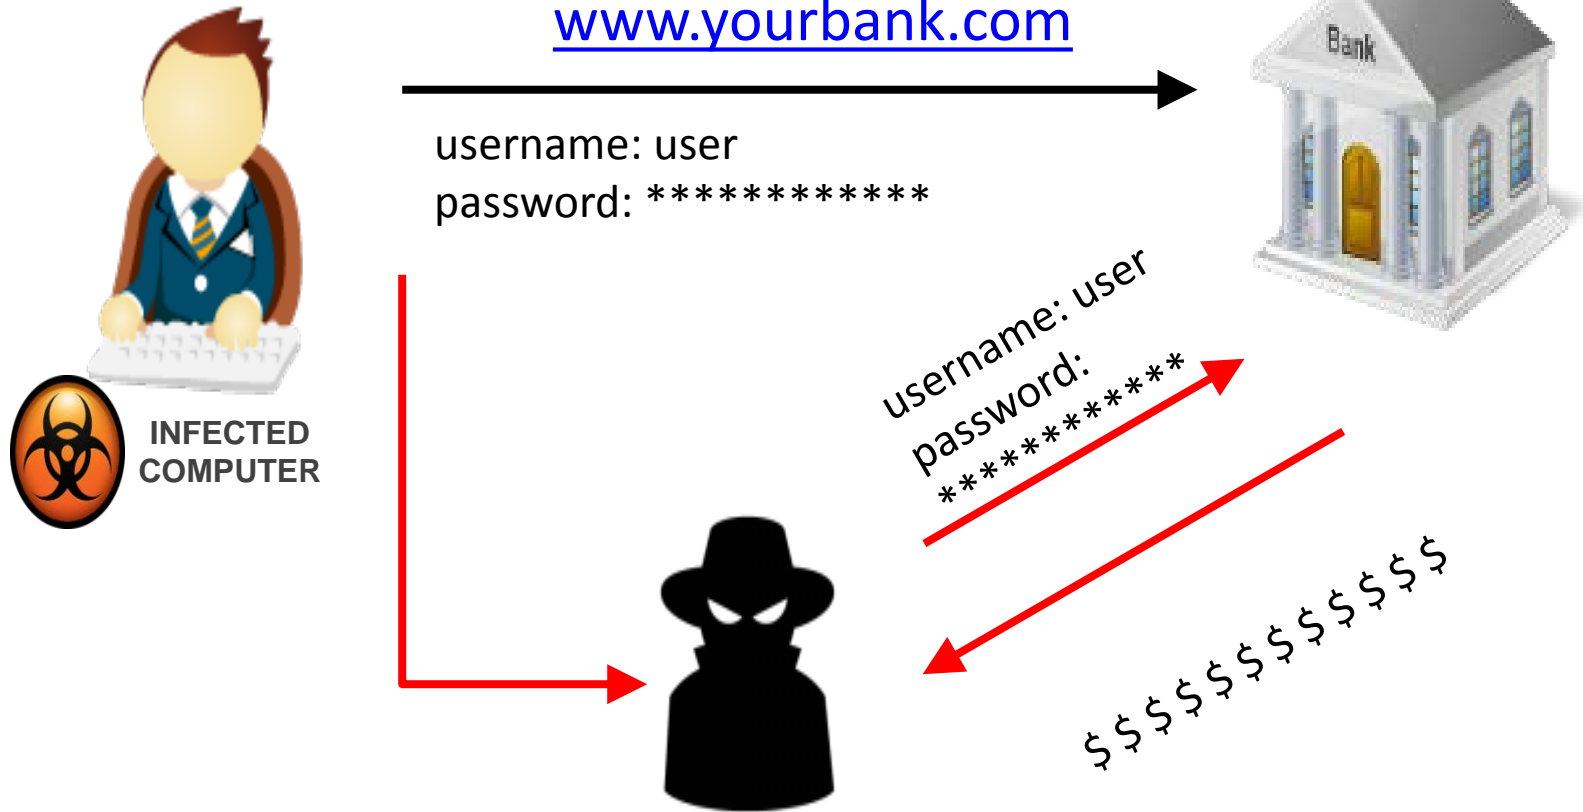 www.yourbank.com
Bank
username: user
password: ************
username: user
password:
************
INFECTED
COMPUTER
$ $ $ $ $ $ $ $ $ $ $ $